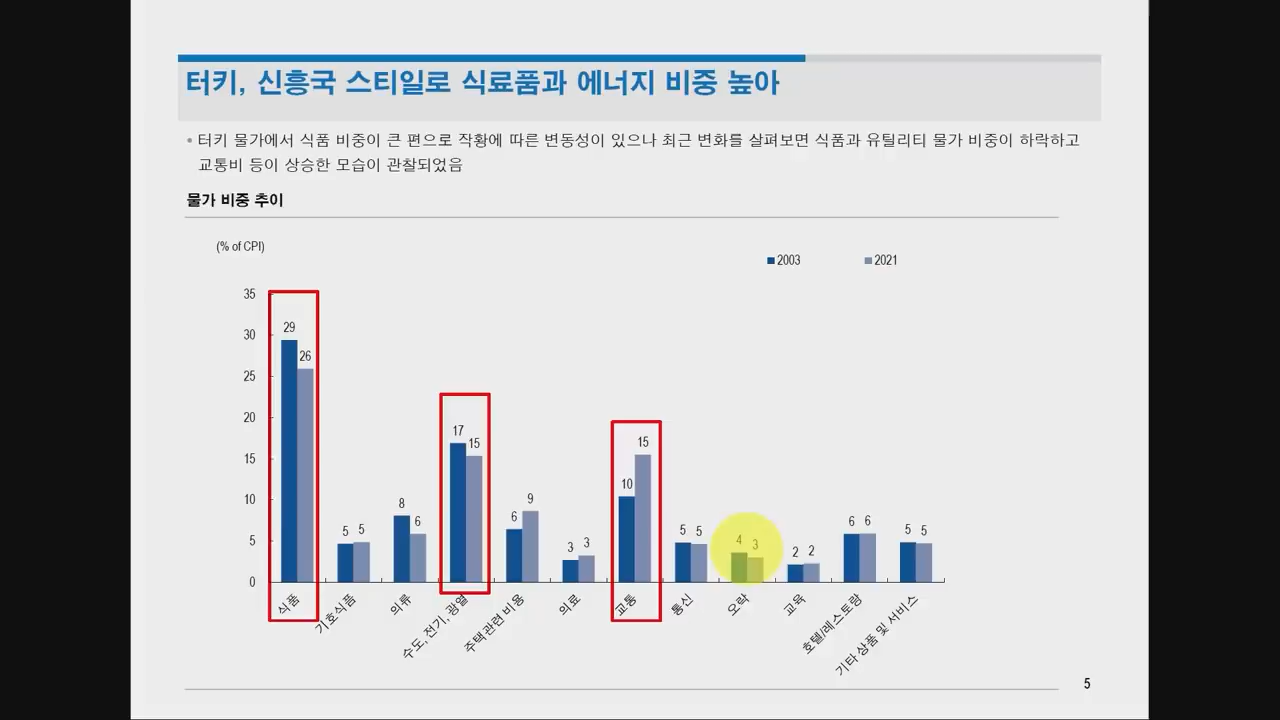 터키, 신흥국 스티일로 식료품과 에너지 비중 높아
• 터키 물가에서 식품 비중이 큰 편으로 작황에 따른 변동성이 있으나 최근 변화를 살펴보면 식품과 유틸리티 물가 비중이 하락하고
교통비 등이 상승한 모습이 관찰되었음
물가 비중 추이
(% of CPI)
2003 2021
35
30
25
20
15
10
5
0
29 26
5 5
8 6
17 15
6 9
3 3
10 15
5 5
4 3
2 2
6 6
5 5
식품
기호식품
의류
수도, 전기, 광열
주택관련 비용
의료
교통
통신
오락
교육
호텔/레스토랑
기타 상품 및 서비스
5